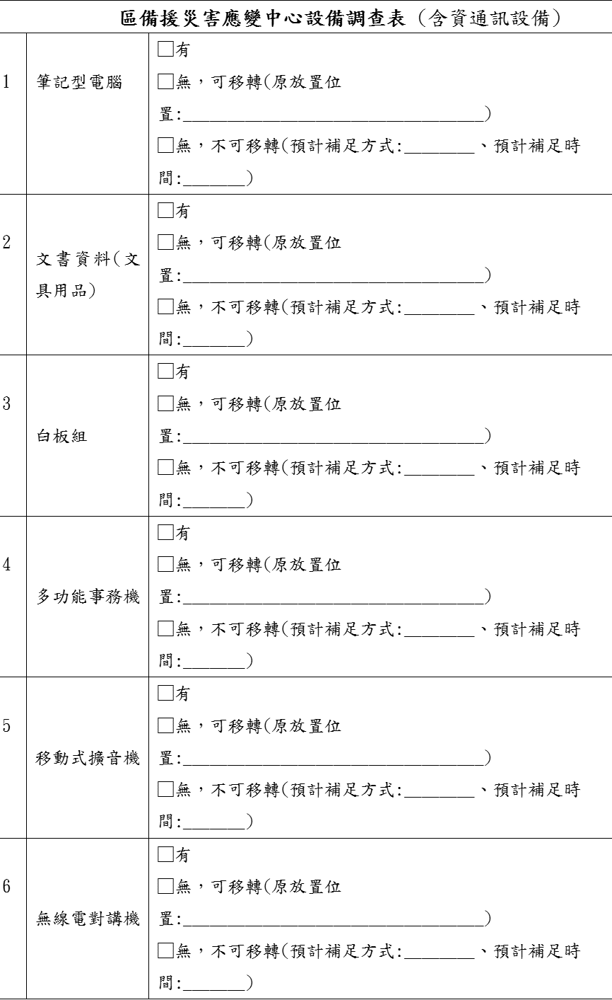 區備援災害應變中心設備調查表（含資通訊設備）
1
筆記型電腦
□有
□無，可移轉(原放置位
置:__________________________________)
□無，不可移轉(預計補足方式:________、預計補足時
間:_______)
2
文書資料(文
具用品)
□有
□無，可移轉(原放置位
置:__________________________________)
□無，不可移轉(預計補足方式:________、預計補足時
間:_______)
3
白板組
□有
□無，可移轉(原放置位
置:__________________________________)
□無，不可移轉(預計補足方式:________、預計補足時
間:_______)
4
多功能事務機
□有
□無，可移轉(原放置位
置:__________________________________)
□無，不可移轉(預計補足方式:________、預計補足時
間:_______)
5
移動式擴音機
□有
□無，可移轉(原放置位
置:__________________________________)
□無，不可移轉(預計補足方式:________、預計補足時
間:_______)
6
無線電對講機
□有
□無，可移轉(原放置位
置:__________________________________)
□無，不可移轉(預計補足方式:________、預計補足時
間:_______)